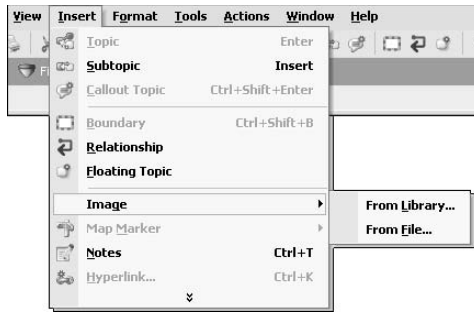 View Insert Format Tools Actions Window Help
Topic Enter
Subtopic Insert
Callout Topic Ctrl+Shift+Enter
Boundary Ctrl+Shift+B
Relationship
Floating Topic
Image
From Library...
From File...
Map Marker
Notes Ctrl+T
Hyperlink... Ctrl+K